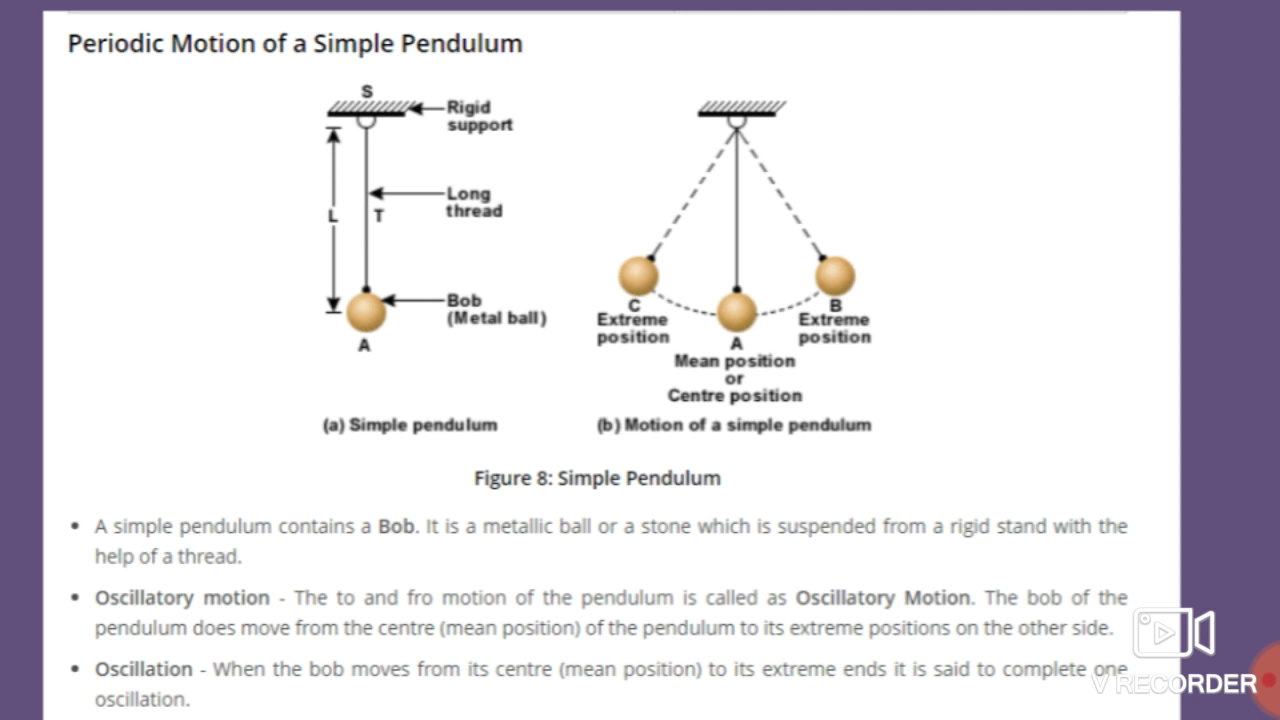 Periodic Motion of a Simple Pendulum
S
Rigid
support
Long
thread
L
T
Bob
(Metal ball)
A
C
Extreme
position
B
Extreme
position
A
Mean position
or
Centre position
(a) Simple pendulum
(b) Motion of a simple pendulum
Figure 8: Simple Pendulum
• A simple pendulum contains a Bob. It is a metallic ball or a stone which is suspended from a rigid stand with the
help of a thread.
• Oscillatory motion - The to and fro motion of the pendulum is called as Oscillatory Motion. The bob of the
pendulum does move from the centre (mean position) of the pendulum to its extreme positions on the other side.
• Oscillation - When the bob moves from its centre (mean position) to its extreme ends it is said to complete one
oscillation.
V RECORDER